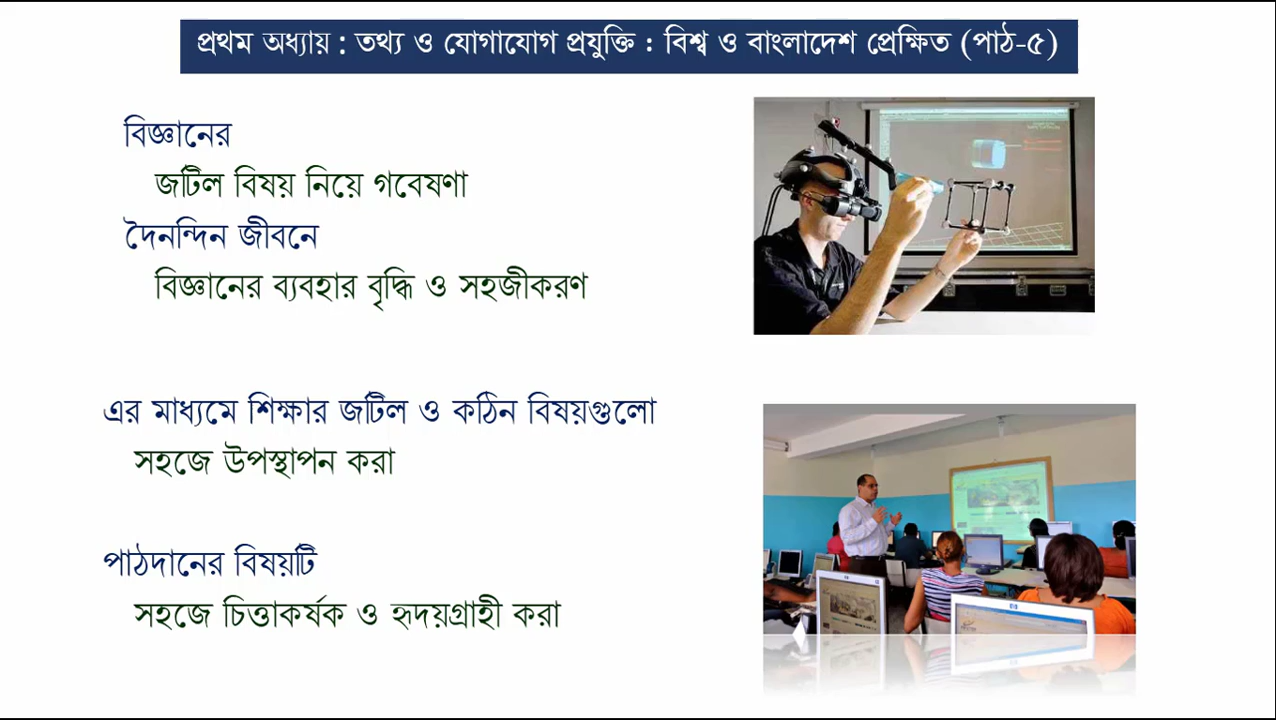 প্রথম অধ্যায় : তথ্য ও যোগাযোগ প্রযুক্তি : বিশ্ব ও বাংলাদেশ প্রেক্ষিত (পাঠ-৫)
বিজ্ঞানের
জটিল বিষয় নিয়ে গবেষণা
দৈনন্দিন জীবনে
বিজ্ঞানের ব্যবহার বৃদ্ধি ও সহজীকরণ
এর মাধ্যমে শিক্ষার জটিল ও কঠিন বিষয়গুলো
সহজে উপস্থাপন করা
পাঠদানের বিষয়টি
সহজে চিত্তাকর্ষক ও হৃদয়গ্রাহী করা